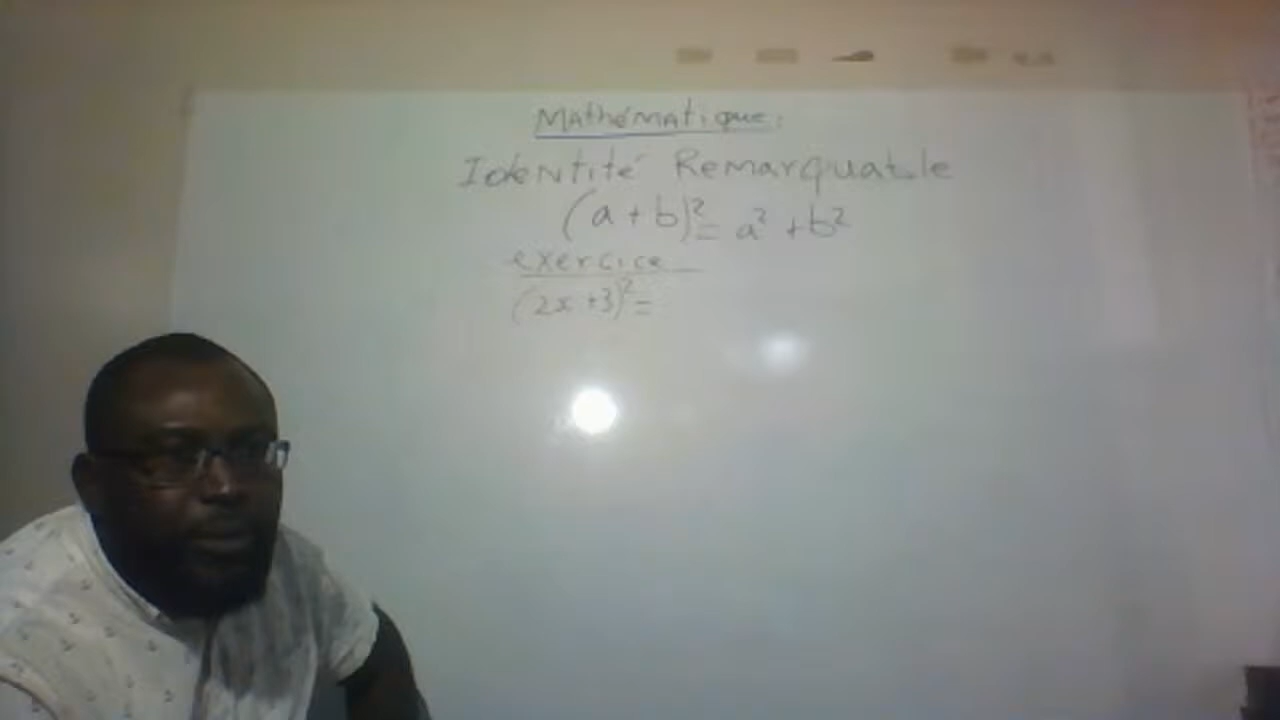 Mathématique:
Identité Remarquable
(a + b)² = a² + b²
exercice
(2x + 3)² =